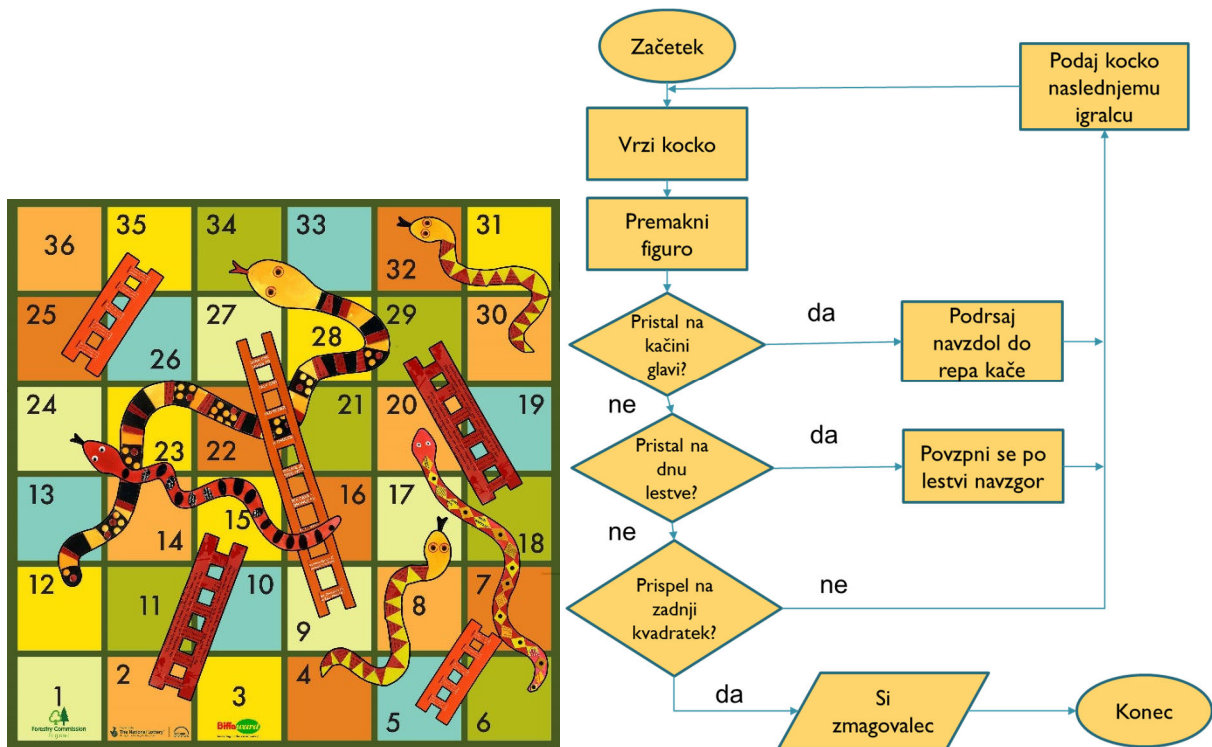 36
35
34
33
32
31
25
26
27
28
29
30
24
23
22
21
20
19
13
14
15
16
17
18
12
11
10
9
8
7
1
2
3
4
5
6
Forestry Commission
England
Biffaward
Začetek
Vrzi kocko
Premakni
figuro
Pristal na
kačini
glavi?
da
Podrsaj
navzdol do
repa kače
ne
Pristal na
dnu
lestve?
da
Povzpni se po
lestvi navzgor
ne
Prispel na
zadnji
kvadratek?
ne
Podaj kocko
naslednjemu
igralcu
da
Si
zmagovalec
Konec